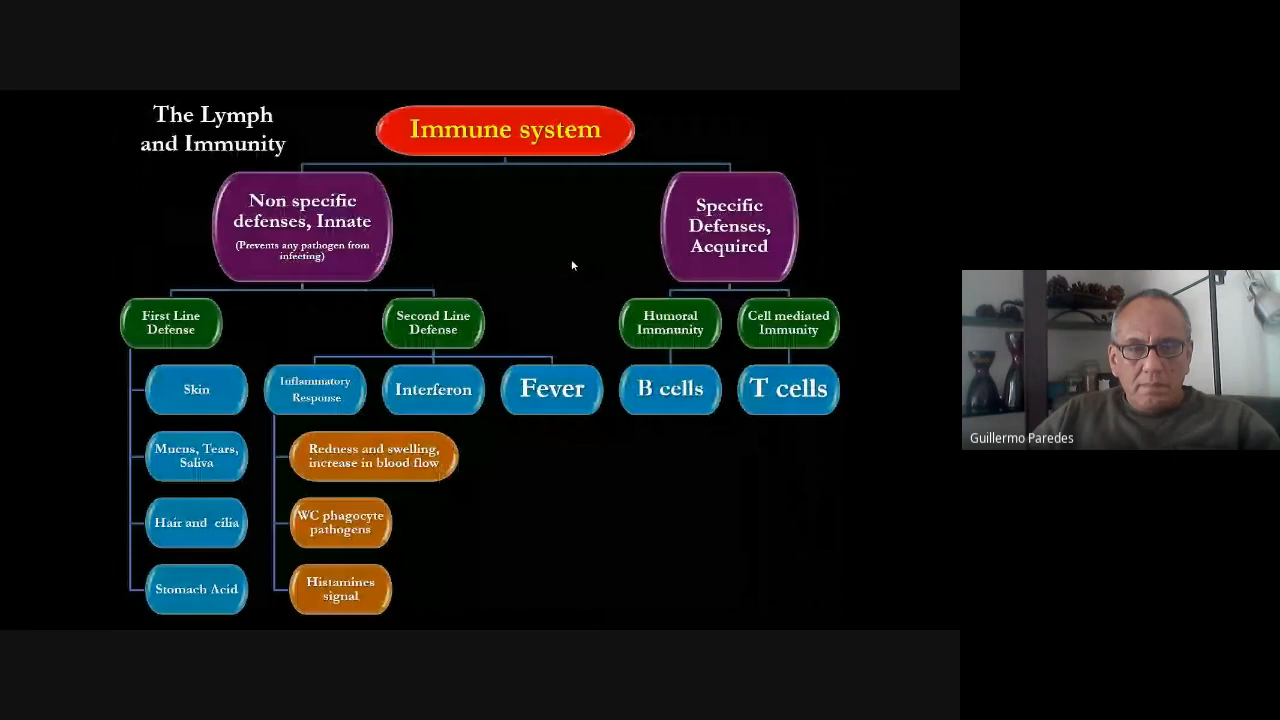 The Lymph
and Immunity
Immune system
Non specific
defenses, Innate
(Prevents any pathogen from
infecting)
Specific
Defenses,
Acquired
First Line
Defense
Second Line
Defense
Humoral
Immnunity
Cell mediated
Immunity
Skin
Inflammatory
Response
Interferon
Fever
B cells
T cells
Mucus, Tears,
Saliva
Redness and swelling,
increase in blood flow
Hair and cilia
WC phagocyte
pathogens
Stomach Acid
Histamines
signal
Guillermo Paredes